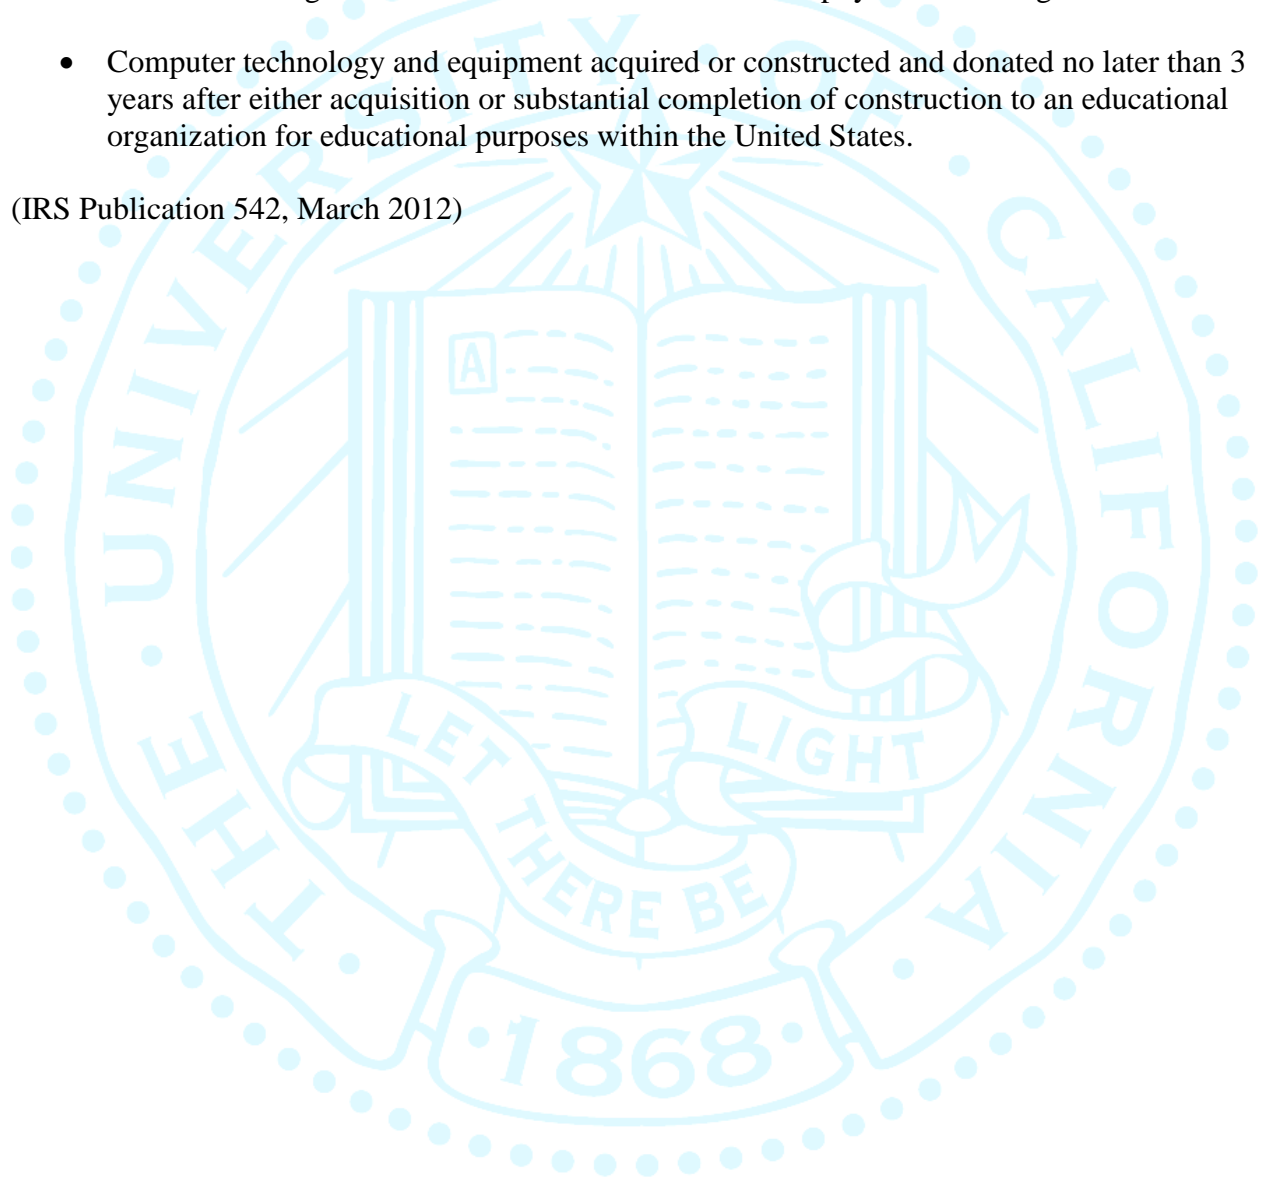 • Computer technology and equipment acquired or constructed and donated no later than 3
years after either acquisition or substantial completion of construction to an educational
organization for educational purposes within the United States.
(IRS Publication 542, March 2012)
THE · UNIVERSITY · OF · CALIFORNIA
A
LET THERE BE LIGHT
·1868·